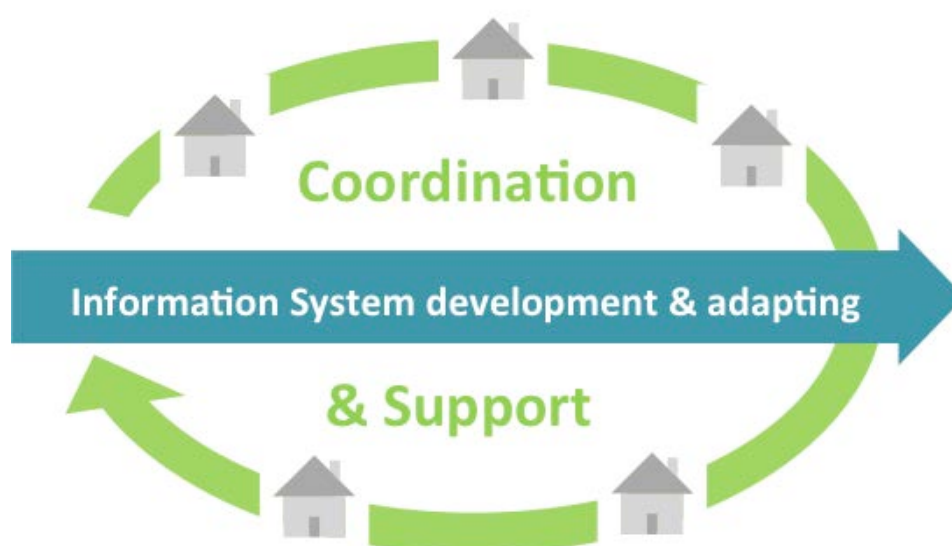 Coordination
Information System development & adapting
& Support